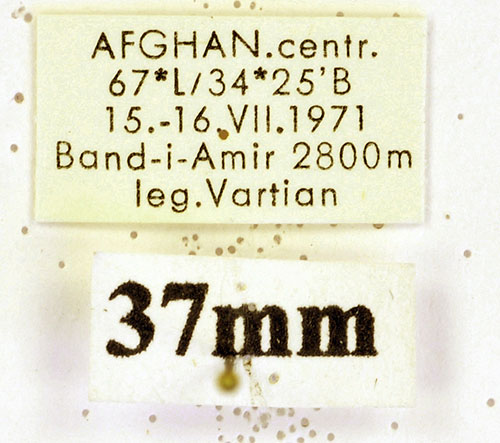 AFGHAN.centr.
67*L/34*25'B
15.-16.VII.1971
Band-i-Amir 2800m
leg.Vartian
37mm